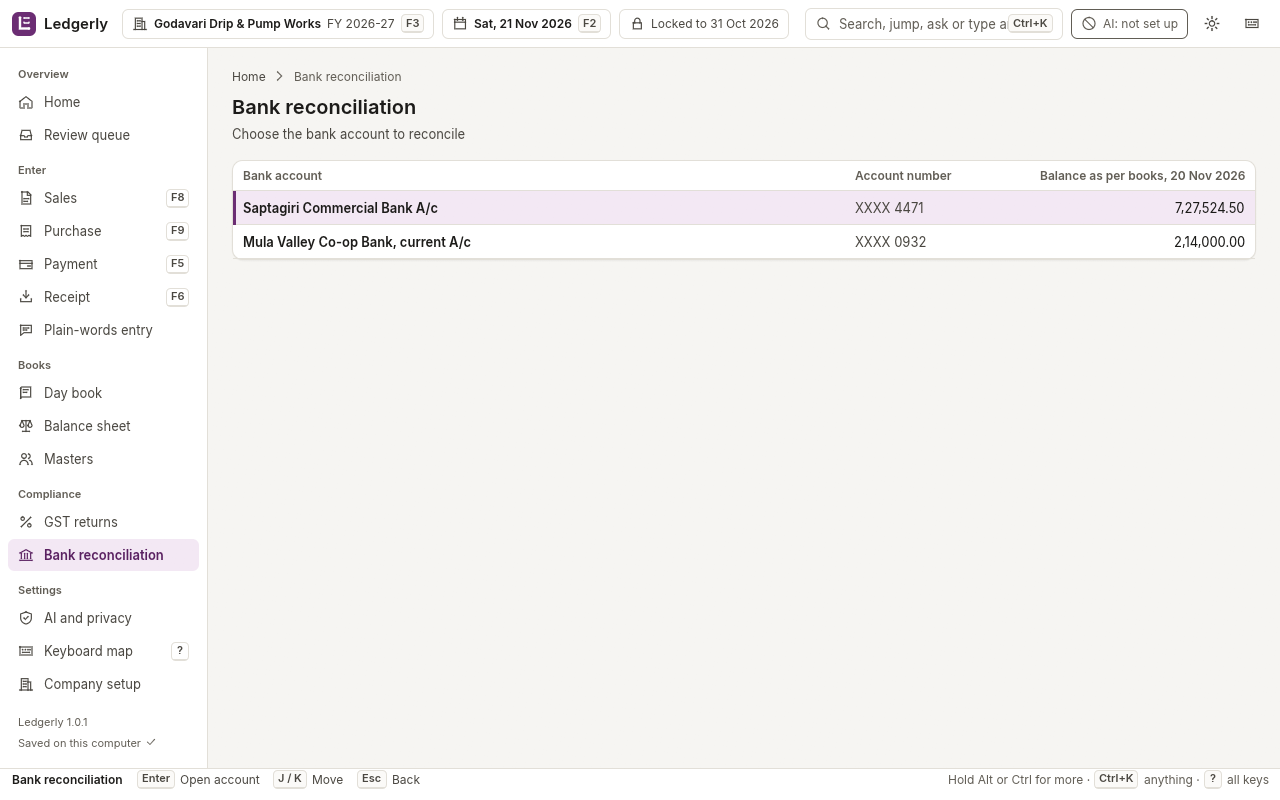 Ledgerly
Godavari Drip & Pump Works FY 2026-27 F3
Sat, 21 Nov 2026 F2
Locked to 31 Oct 2026
Search, jump, ask or type a Ctrl+K
AI: not set up
Overview
Home
Review queue
Enter
Sales F8
Purchase F9
Payment F5
Receipt F6
Plain-words entry
Books
Day book
Balance sheet
Masters
Compliance
GST returns
Bank reconciliation
Settings
AI and privacy
Keyboard map ?
Company setup
Ledgerly 1.0.1
Saved on this computer
Home Bank reconciliation
Bank reconciliation
Choose the bank account to reconcile
Bank account Account number Balance as per books, 20 Nov 2026
Saptagiri Commercial Bank A/c XXXX 4471 7,27,524.50
Mula Valley Co-op Bank, current A/c XXXX 0932 2,14,000.00
Bank reconciliation Enter Open account J / K Move Esc Back
Hold Alt or Ctrl for more · Ctrl+K anything · ? all keys